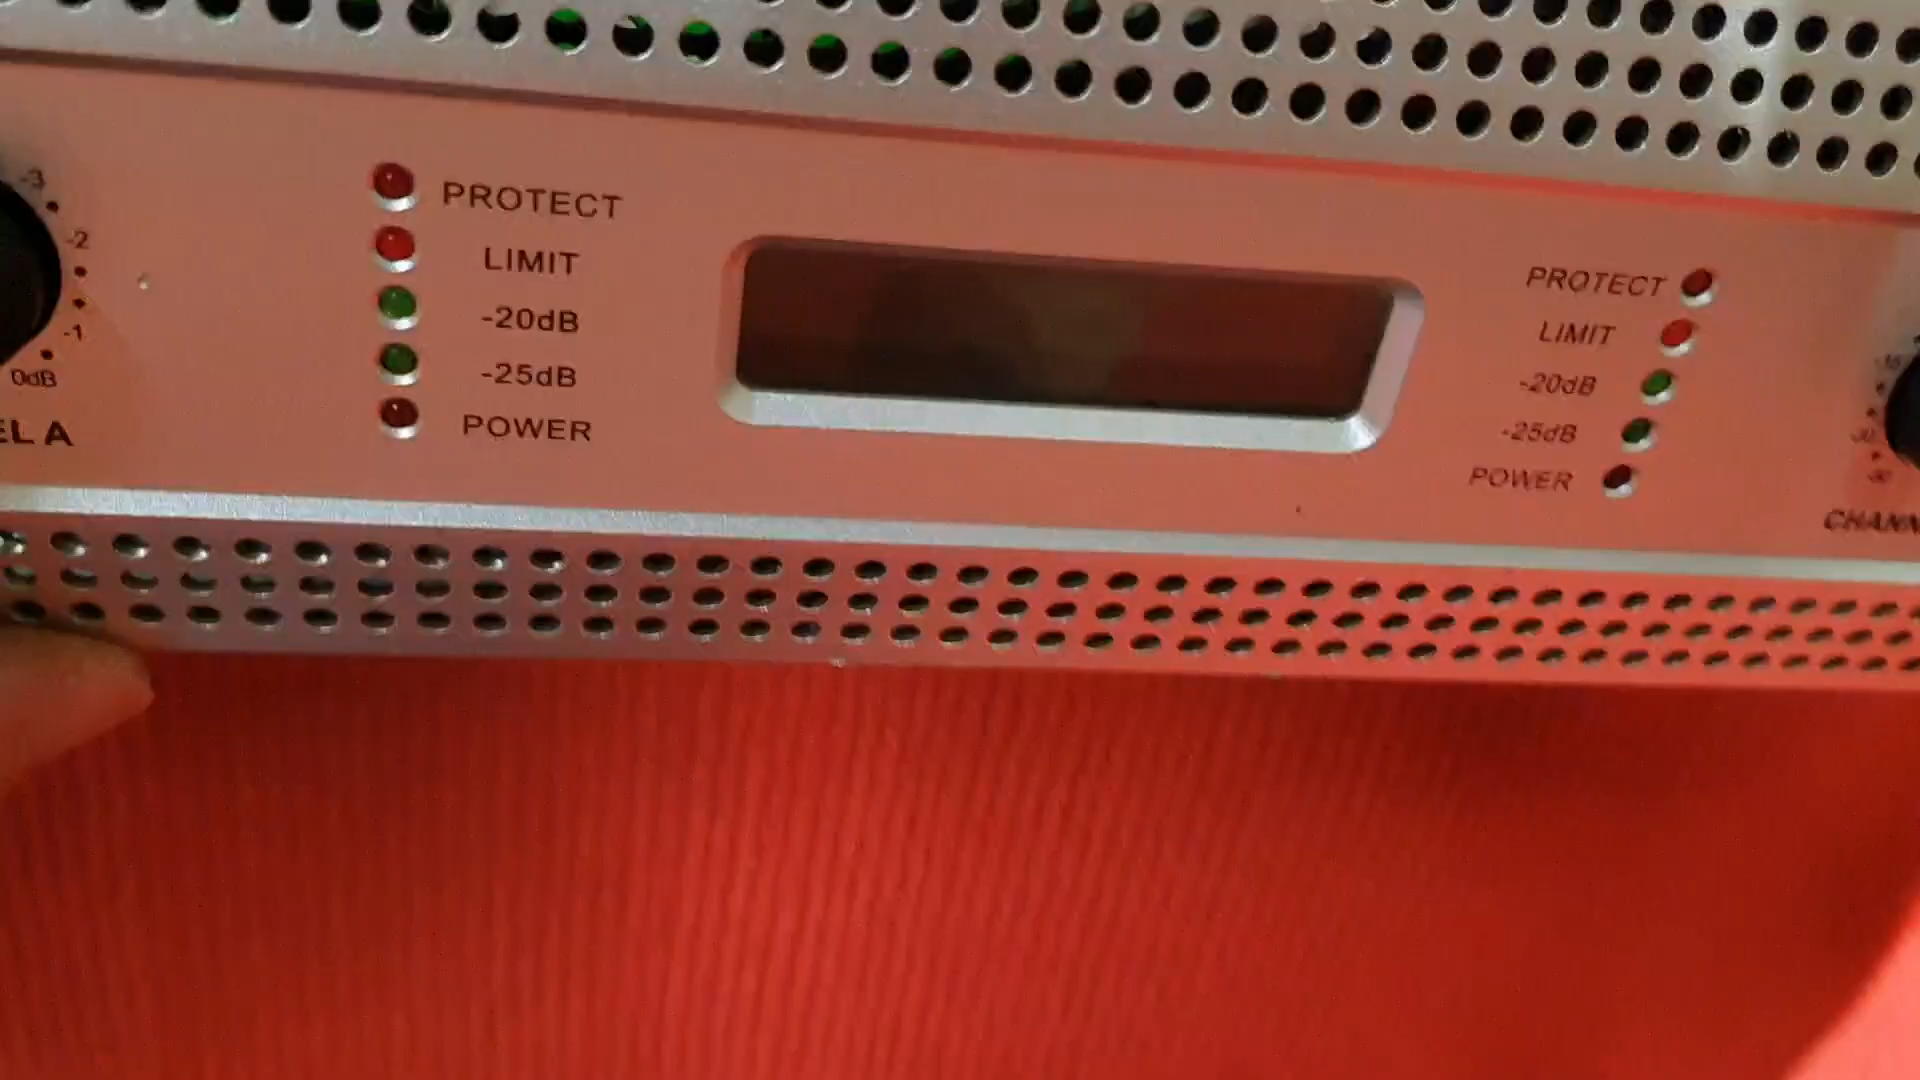 -3
-2
-1
0dB
EL A
PROTECT
LIMIT
-20dB
-25dB
POWER
PROTECT
LIMIT
-20dB
-25dB
POWER
CHANN